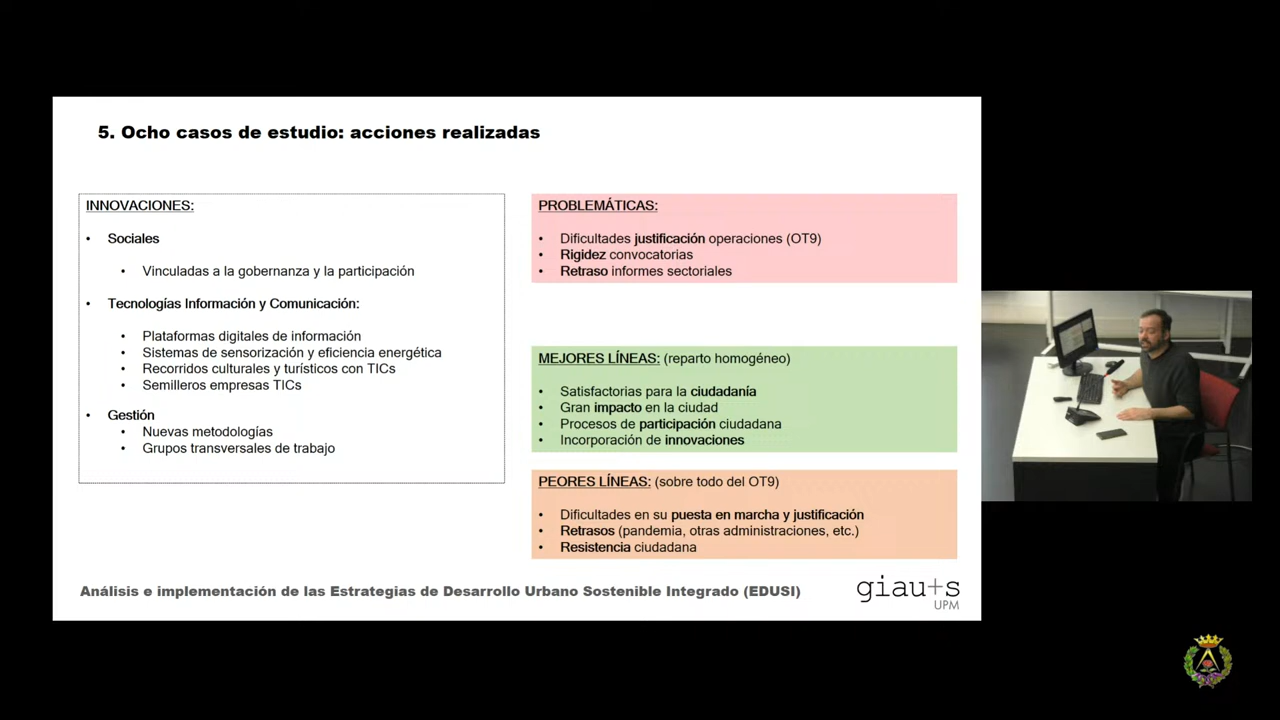 5. Ocho casos de estudio: acciones realizadas
INNOVACIONES:
• Sociales
• Vinculadas a la gobernanza y la participación
• Tecnologías Información y Comunicación:
• Plataformas digitales de información
• Sistemas de sensorización y eficiencia energética
• Recorridos culturales y turísticos con TICs
• Semilleros empresas TICs
• Gestión
• Nuevas metodologías
• Grupos transversales de trabajo
PROBLEMÁTICAS:
• Dificultades justificación operaciones (OT9)
• Rigidez convocatorias
• Retraso informes sectoriales
MEJORES LÍNEAS: (reparto homogéneo)
• Satisfactorias para la ciudadanía
• Gran impacto en la ciudad
• Procesos de participación ciudadana
• Incorporación de innovaciones
PEORES LÍNEAS: (sobre todo del OT9)
• Dificultades en su puesta en marcha y justificación
• Retrasos (pandemia, otras administraciones, etc.)
• Resistencia ciudadana
Análisis e implementación de las Estrategias de Desarrollo Urbano Sostenible Integrado (EDUSI)
giau+s
UPM